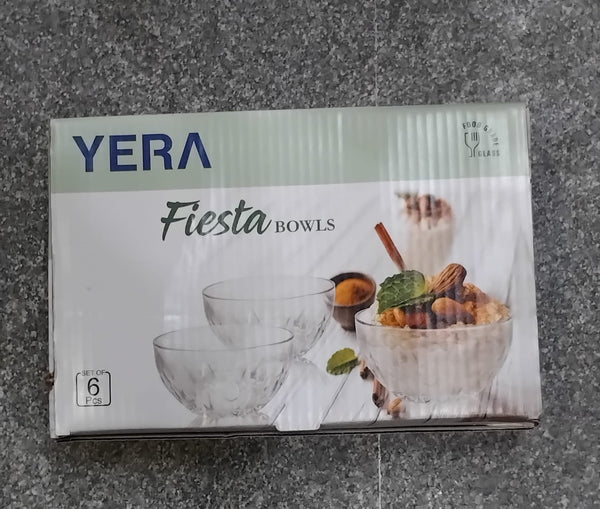 YERA
FOOD GRADE
GLASS
Fiesta BOWLS
SET OF
6
Pcs